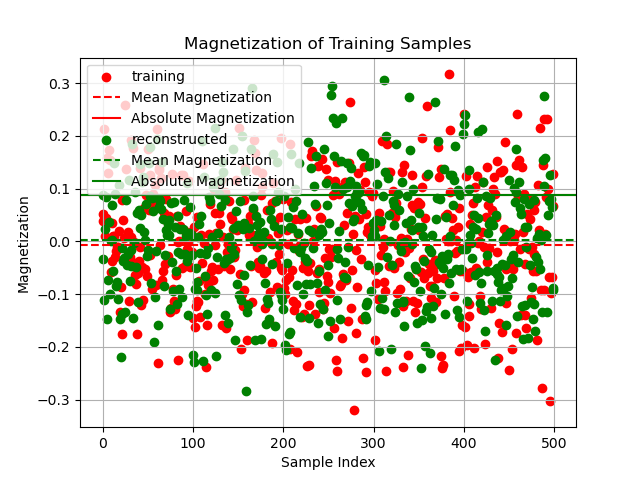 Magnetization of Training Samples
training
Mean Magnetization
Absolute Magnetization
reconstructed
Mean Magnetization
Absolute Magnetization
0.3
0.2
0.1
0.0
−0.1
−0.2
−0.3
Magnetization
0 100 200 300 400 500
Sample Index